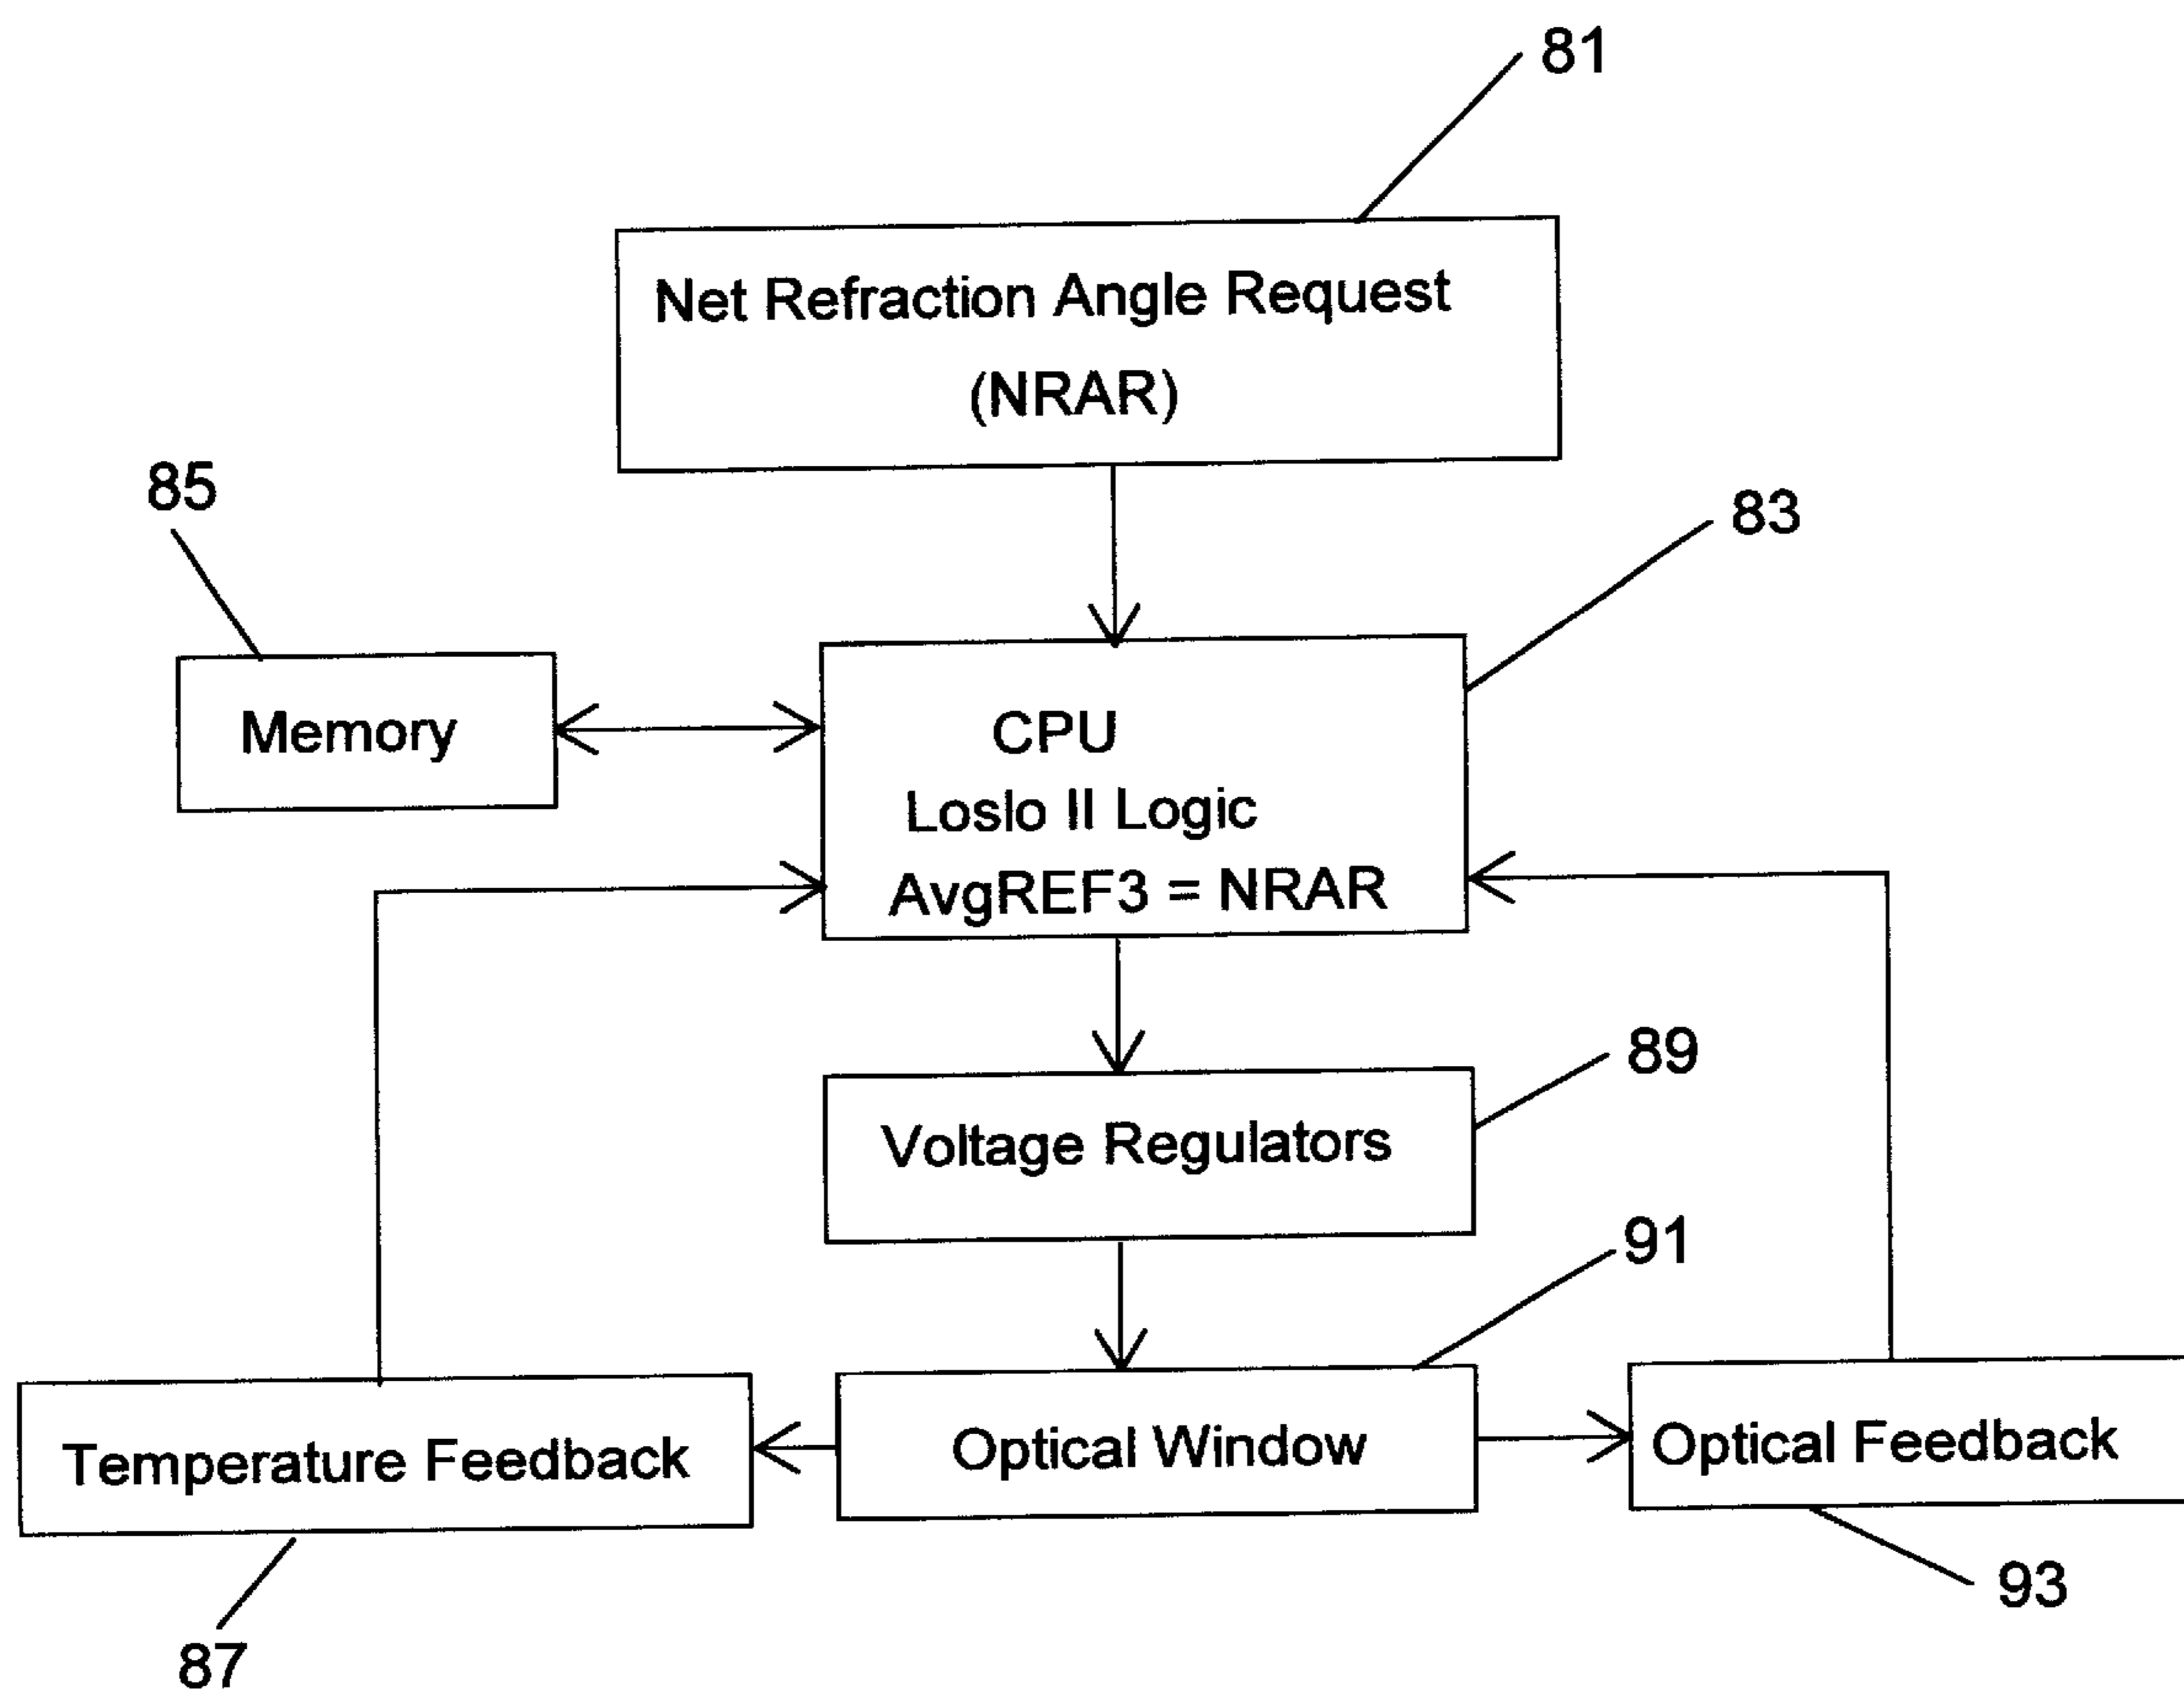 81
Net Refraction Angle Request
(NRAR)
85
83
Memory
CPU
Loslo II Logic
AvgREF3 = NRAR
89
Voltage Regulators
91
Temperature Feedback
Optical Window
Optical Feedback
93
87